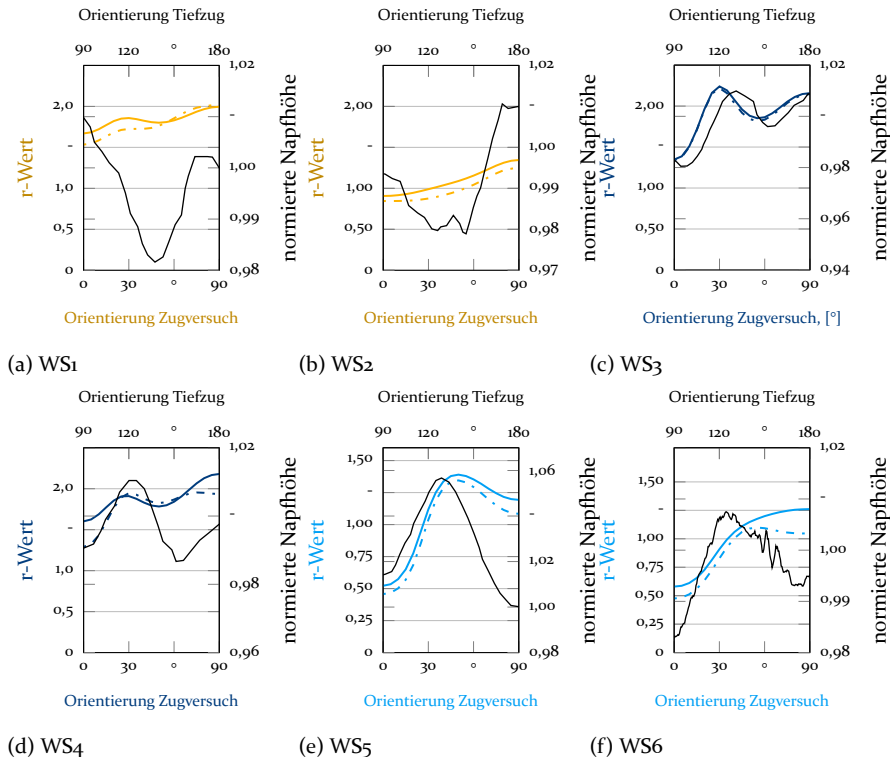 Orientierung Tiefzug
90 120 ° 180
1,02
2,00
–
1,00
0,5
0
–
1,00
0,99
0,98
r-Wert
normierte Napfhöhe
0 30 ° 90
Orientierung Zugversuch
(a) WS1
Orientierung Tiefzug
90 120 ° 180
1,02
2,00
–
1,00
0,50
0
–
1,00
0,99
0,98
0,97
r-Wert
normierte Napfhöhe
0 30 ° 90
Orientierung Zugversuch
(b) WS2
Orientierung Tiefzug
90 120 ° 180
1,02
2,00
–
1,00
0,50
0
–
0,98
0,96
0,94
r-Wert
normierte Napfhöhe
0 30 ° 90
Orientierung Zugversuch, [°]
(c) WS3
Orientierung Tiefzug
90 120 ° 180
1,02
2,0
–
1,0
0,5
0
–
0,98
0,96
r-Wert
normierte Napfhöhe
0 30 ° 90
Orientierung Zugversuch
(d) WS4
Orientierung Tiefzug
90 120 ° 180
1,50
–
1,00
0,75
0,50
0,25
0
1,06
–
1,02
1,00
0,98
r-Wert
normierte Napfhöhe
0 30 ° 90
Orientierung Zugversuch
(e) WS5
Orientierung Tiefzug
90 120 ° 180
1,02
1,50
–
1,00
0,75
0,50
0,25
0
–
1,00
0,99
0,98
r-Wert
normierte Napfhöhe
0 30 ° 90
Orientierung Zugversuch
(f) WS6